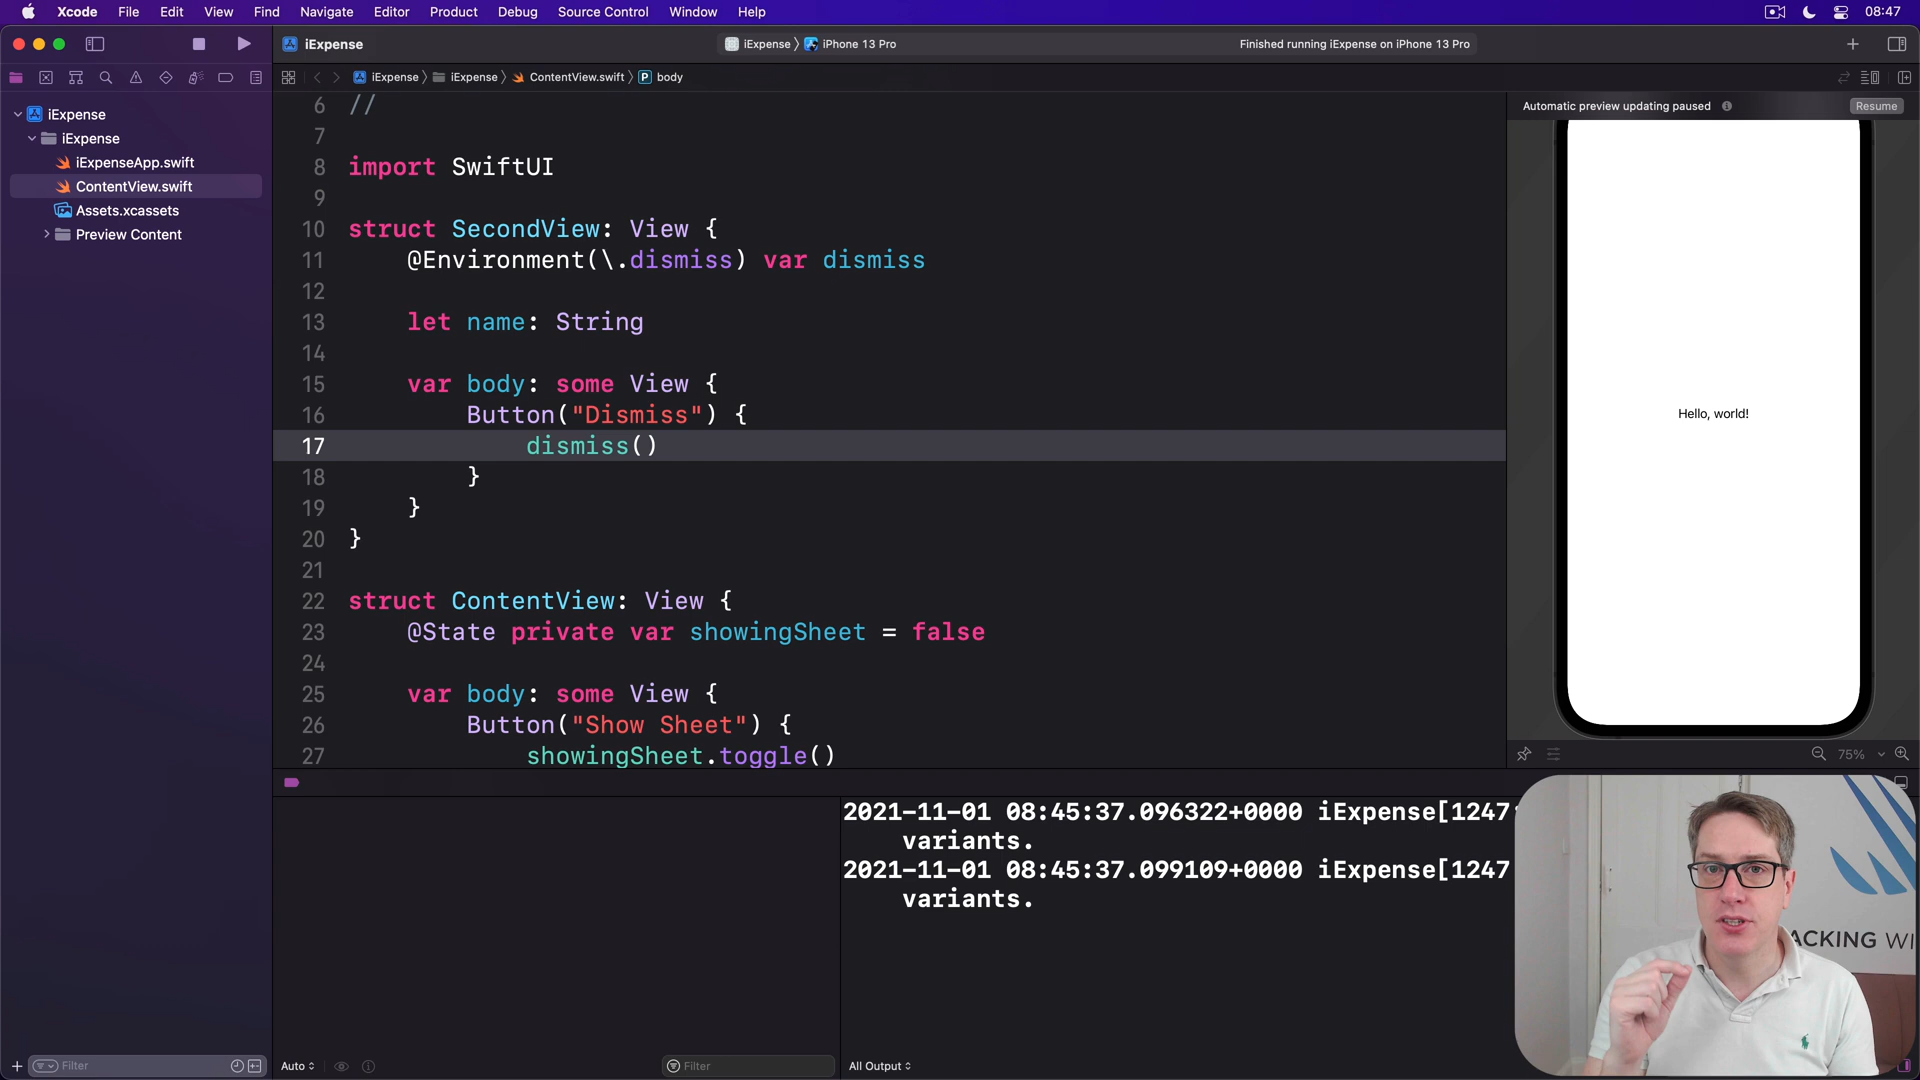 Xcode File Edit View Find Navigate Editor Product Debug Source Control Window Help 08:47
iExpense iExpense iPhone 13 Pro Finished running iExpense on iPhone 13 Pro
iExpense iExpense ContentView.swift P body
iExpense
iExpense
iExpenseApp.swift
ContentView.swift
Assets.xcassets
Preview Content
6 //
7
8 import SwiftUI
9
10 struct SecondView: View {
11 @Environment(\.dismiss) var dismiss
12
13 let name: String
14
15 var body: some View {
16 Button("Dismiss") {
17 dismiss()
18 }
19 }
20 }
21
22 struct ContentView: View {
23 @State private var showingSheet = false
24
25 var body: some View {
26 Button("Show Sheet") {
27 showingSheet.toggle()
Automatic preview updating paused Resume
Hello, world!
75%
2021-11-01 08:45:37.096322+0000 iExpense[1247:
variants.
2021-11-01 08:45:37.099109+0000 iExpense[1247
variants.
ACKING WI
Filter Auto Filter All Output